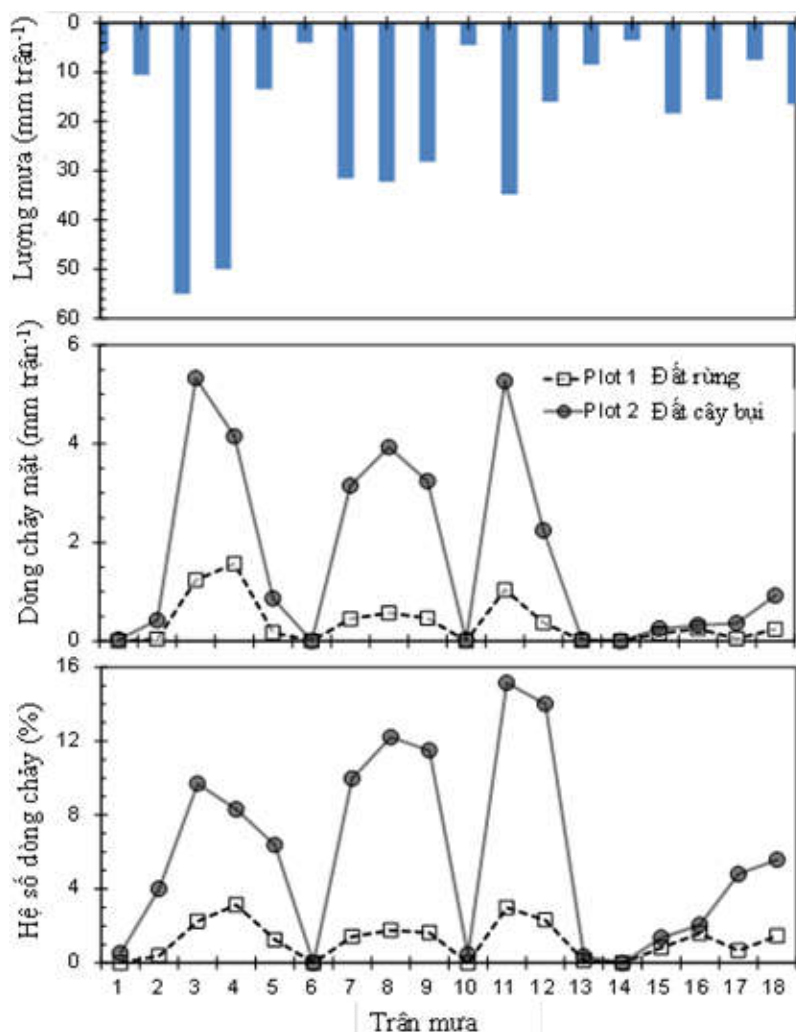 Lượng mưa (mm trận-1)
0
10
20
30
40
50
60
Dòng chảy mặt (mm trận-1)
6
4
2
0
Plot 1 Đất rừng
Plot 2 Đất cây bụi
Hệ số dòng chảy (%)
16
12
8
4
0
1 2 3 4 5 6 7 8 9 10 11 12 13 14 15 16 17 18
Trận mưa